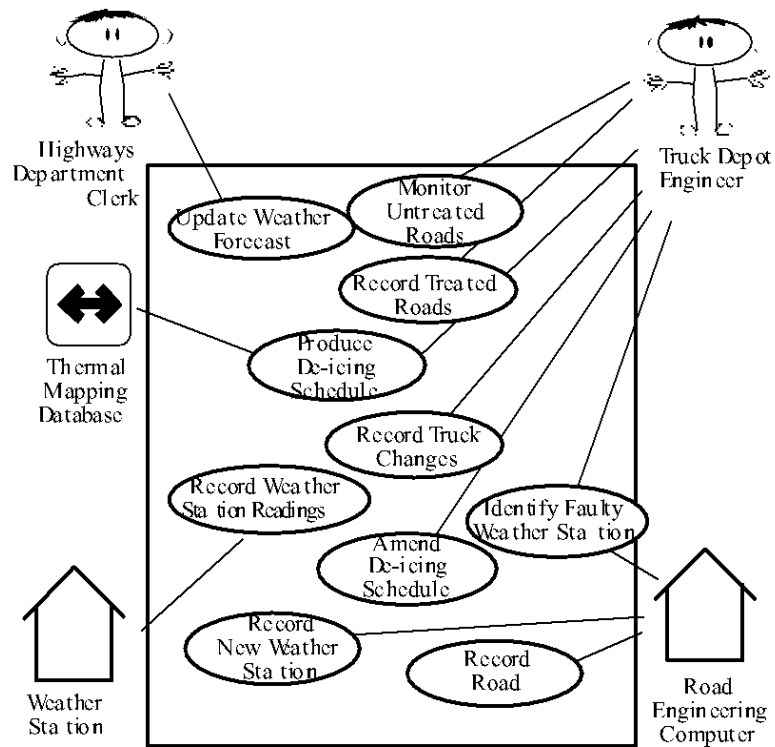 Highways
Department
Clerk
Truck Depot
Engineer
Monitor
Untreated
Roads
Update Weather
Forecast
Record Treated
Roads
Thermal
Mapping
Database
Produce
De-icing
Schedule
Record Truck
Changes
Record Weather
Station Readings
Identify Faulty
Weather Station
Amend
De-icing
Schedule
Record
New Weather
Station
Record
Road
Weather
Station
Road
Engineering
Computer